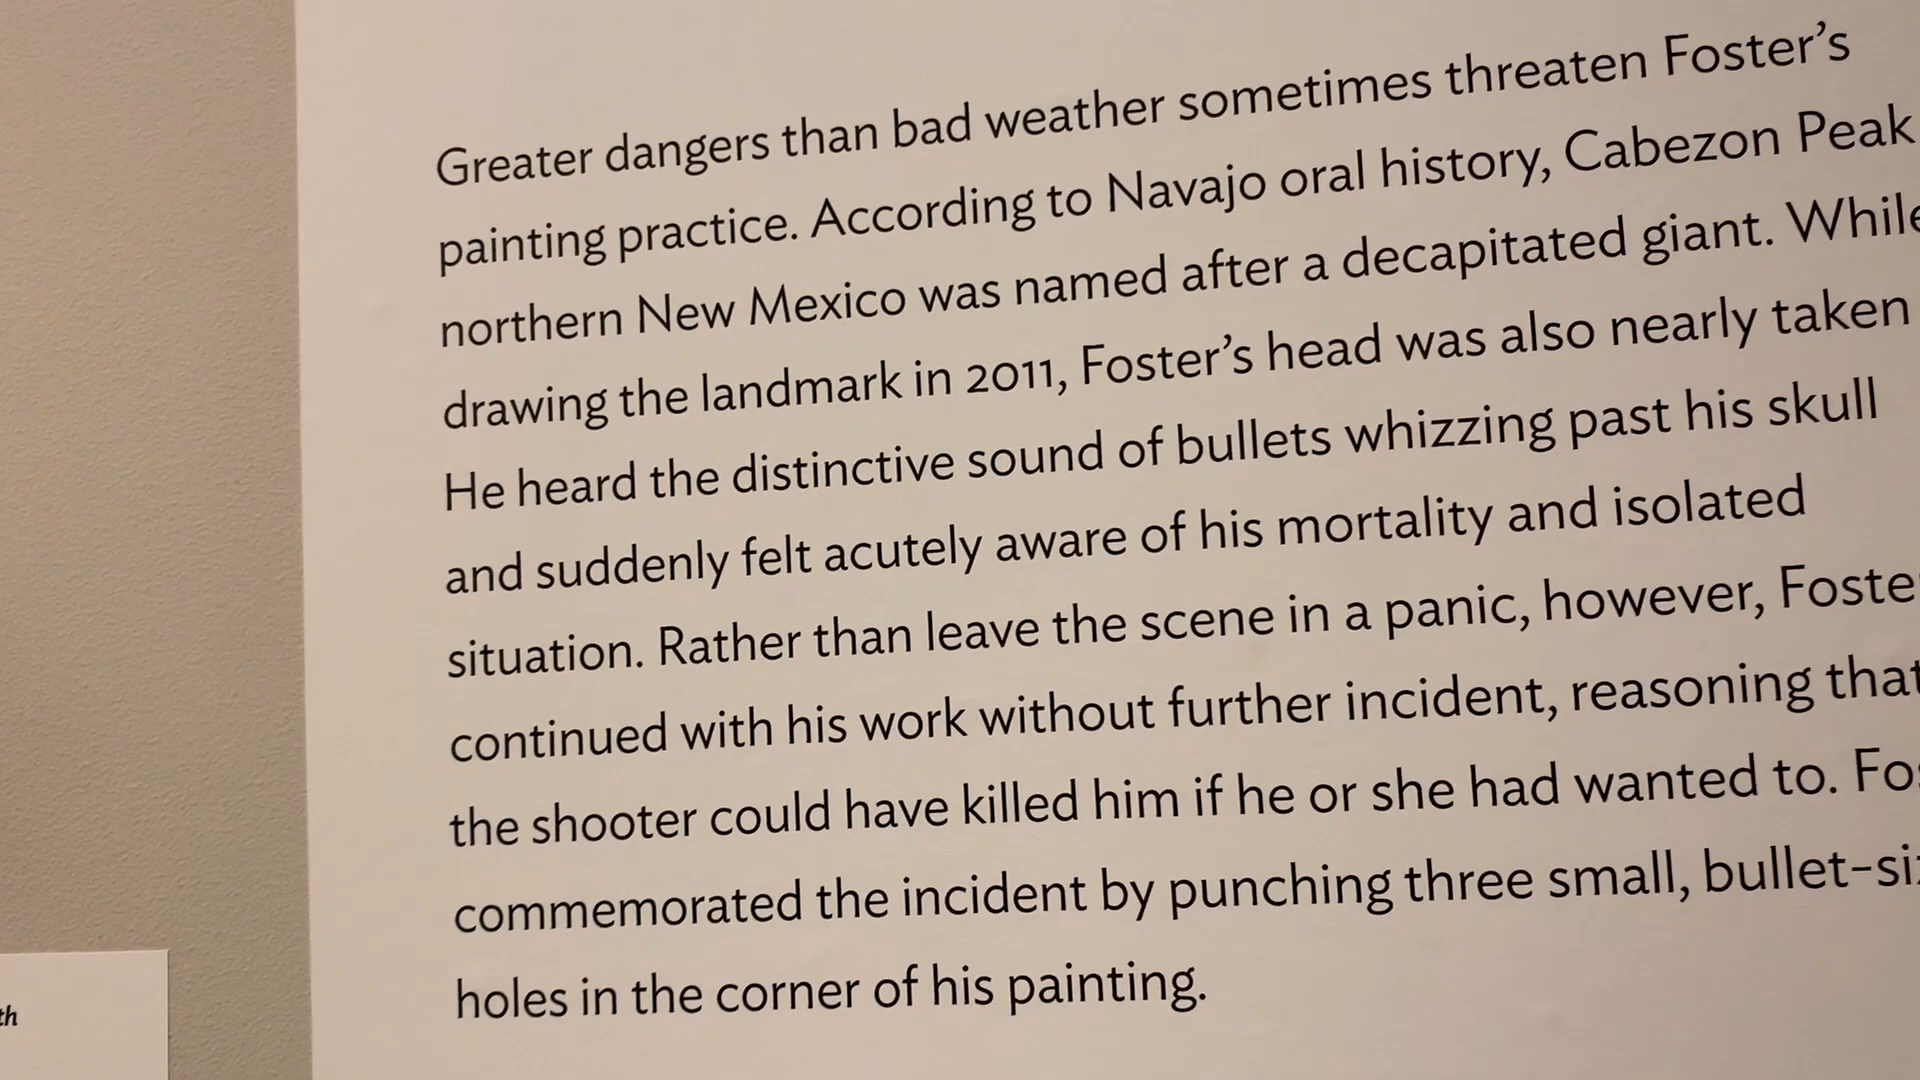 Greater dangers than bad weather sometimes threaten Foster's
painting practice. According to Navajo oral history, Cabezon Peak
northern New Mexico was named after a decapitated giant. While
drawing the landmark in 2011, Foster's head was also nearly taken
He heard the distinctive sound of bullets whizzing past his skull
and suddenly felt acutely aware of his mortality and isolated
situation. Rather than leave the scene in a panic, however, Foste
continued with his work without further incident, reasoning that
the shooter could have killed him if he or she had wanted to. Fos
commemorated the incident by punching three small, bullet-siz
holes in the corner of his painting.
th